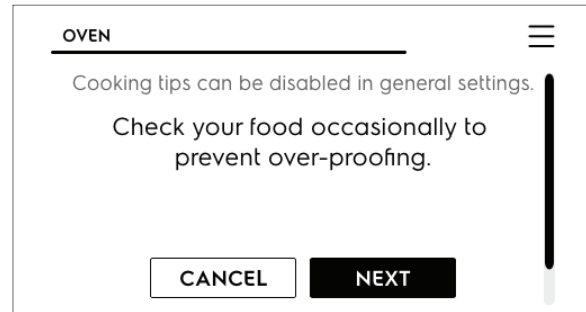 OVEN
Cooking tips can be disabled in general settings.
Check your food occasionally to
prevent over-proofing.
CANCEL
NEXT